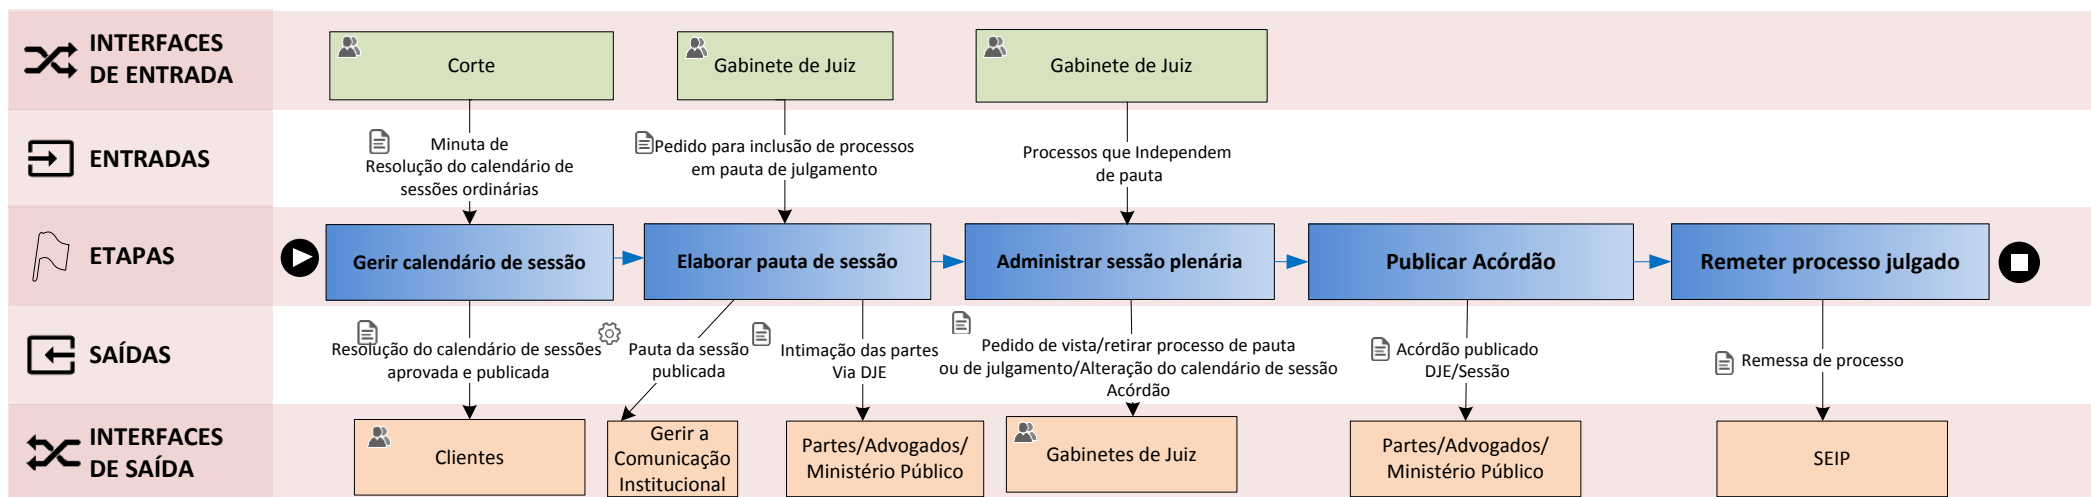 INTERFACES
DE ENTRADA
Corte
Gabinete de Juiz
Gabinete de Juiz
ENTRADAS
Minuta de
Resolução do calendário de
sessões ordinárias
Pedido para inclusão de processos
em pauta de julgamento
Processos que Independem
de pauta
ETAPAS
Gerir calendário de sessão
Elaborar pauta de sessão
Administrar sessão plenária
Publicar Acórdão
Remeter processo julgado
SAÍDAS
Resolução do calendário de sessões
aprovada e publicada
Pauta da sessão
publicada
Intimação das partes
Via DJE
Pedido de vista/retirar processo de pauta
ou de julgamento/Alteração do calendário de sessão
Acórdão
Acórdão publicado
DJE/Sessão
Remessa de processo
INTERFACES
DE SAÍDA
Clientes
Gerir a
Comunicação
Institucional
Partes/Advogados/
Ministério Público
Gabinetes de Juiz
Partes/Advogados/
Ministério Público
SEIP